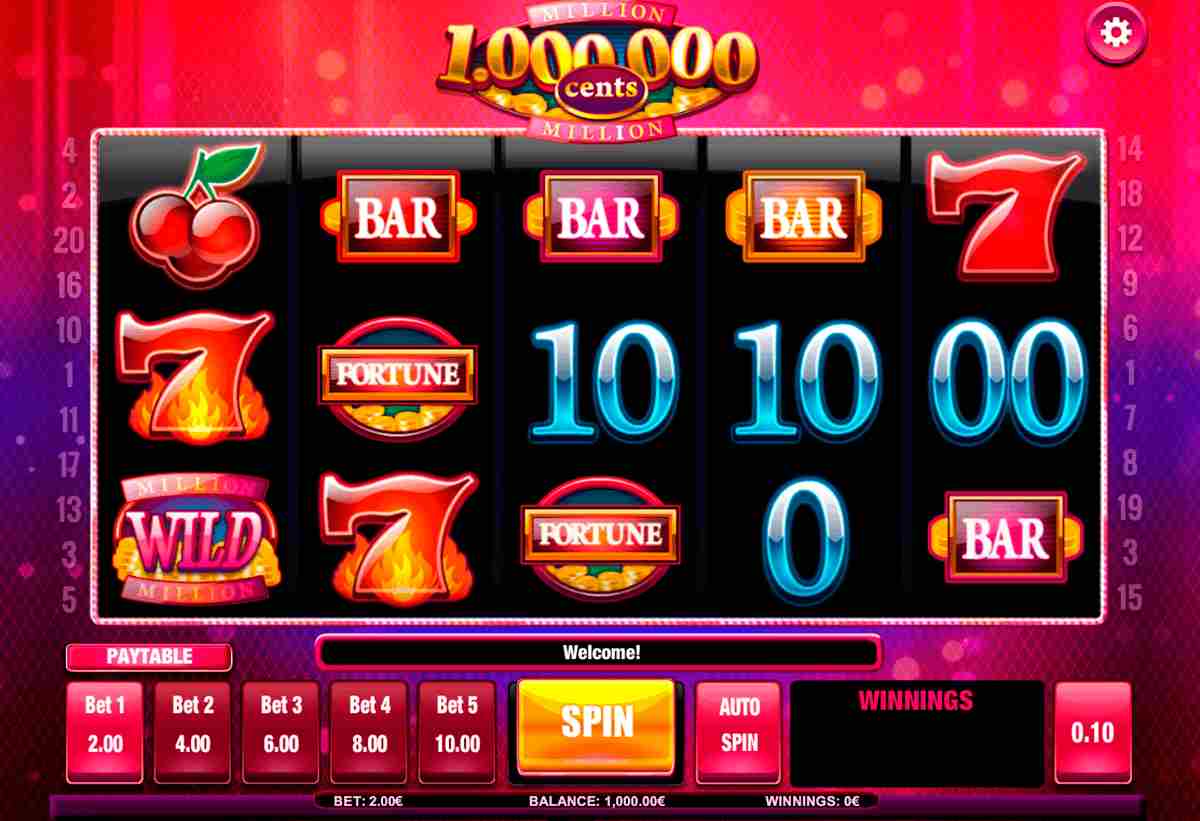 MILLION
1.000.000
cents
MILLION
4
2
20
16
10
1
11
17
13
3
5
BAR
BAR
BAR
7
7
FORTUNE
10
10
00
MILLION
WILD
MILLION
7
FORTUNE
0
BAR
14
18
12
9
6
1
7
8
19
3
15
PAYTABLE
Welcome!
Bet 1
2.00
Bet 2
4.00
Bet 3
6.00
Bet 4
8.00
Bet 5
10.00
SPIN
AUTO
SPIN
WINNINGS
0.10
BET: 2.00€
BALANCE: 1,000.00€
WINNINGS: 0€